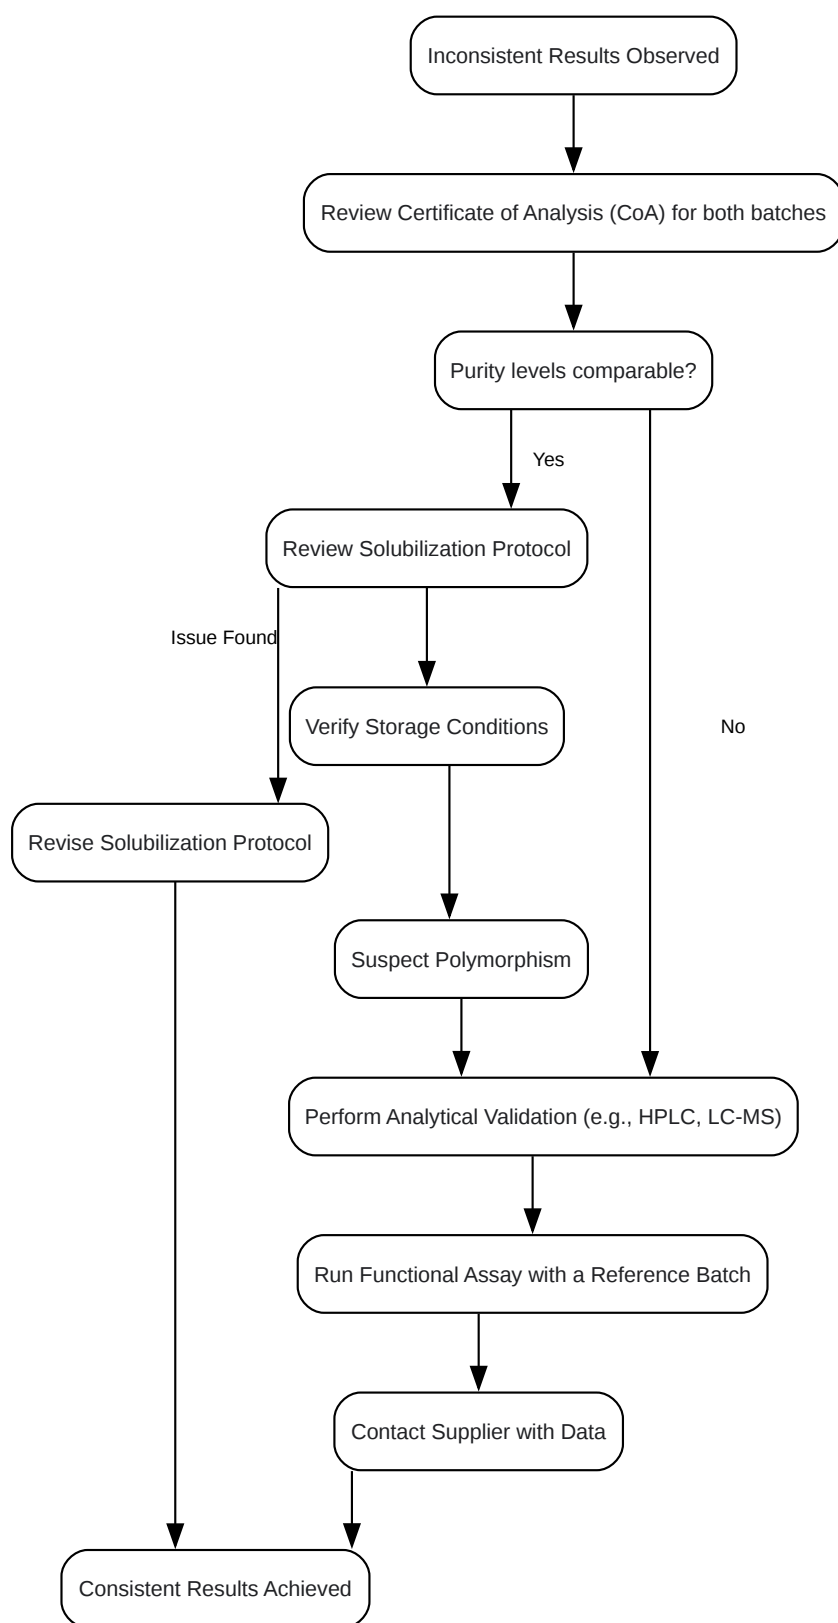 Inconsistent Results Observed
Review Certificate of Analysis (CoA) for both batches
Purity levels comparable?
Yes
Review Solubilization Protocol
Issue Found
Verify Storage Conditions
No
Revise Solubilization Protocol
Suspect Polymorphism
Perform Analytical Validation (e.g., HPLC, LC-MS)
Run Functional Assay with a Reference Batch
Contact Supplier with Data
Consistent Results Achieved